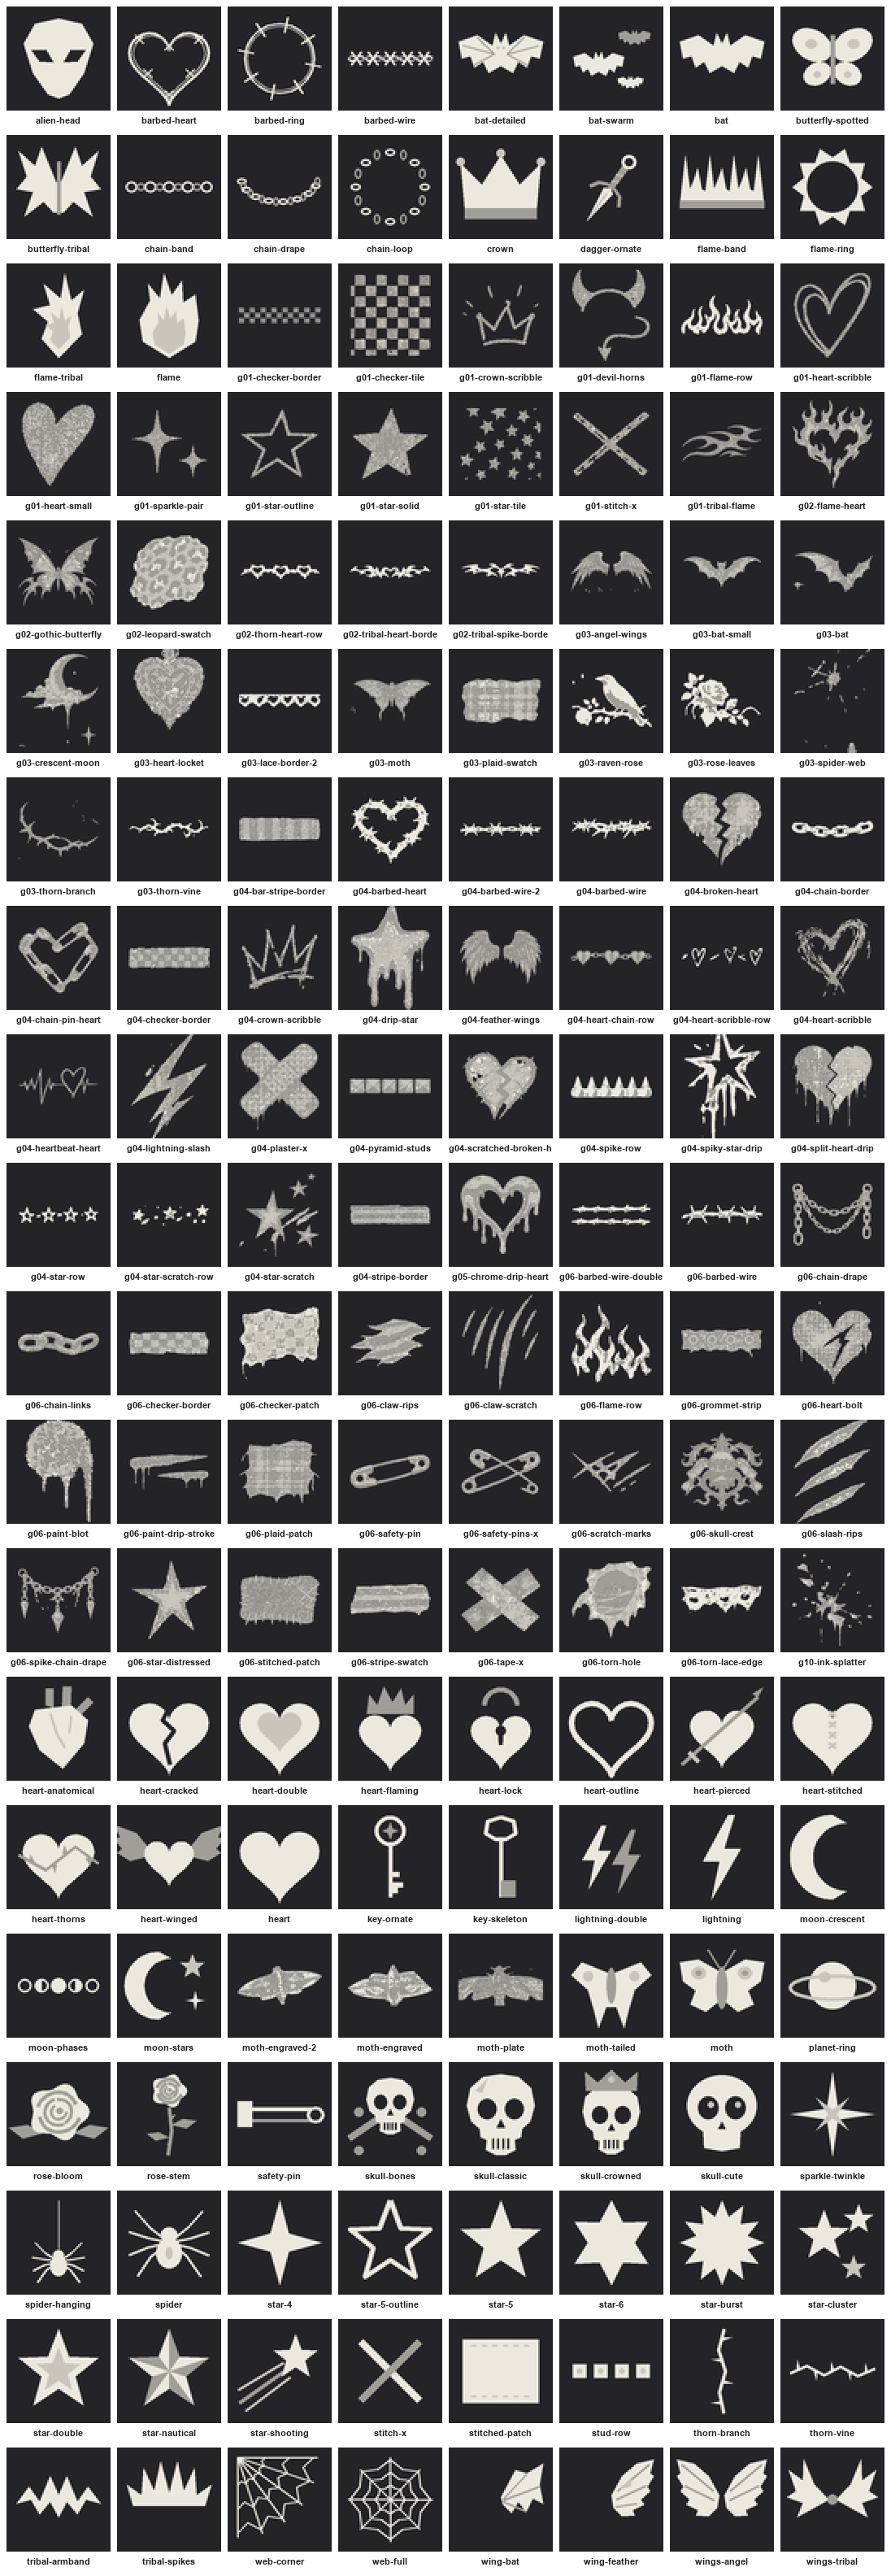 alien-head barbed-heart barbed-ring barbed-wire bat-detailed bat-swarm bat butterfly-spotted
butterfly-tribal chain-band chain-drape chain-loop crown dagger-ornate flame-band flame-ring
flame-tribal flame g01-checker-border g01-checker-tile g01-crown-scribble g01-devil-horns g01-flame-row g01-heart-scribble
g01-heart-small g01-sparkle-pair g01-star-outline g01-star-solid g01-star-tile g01-stitch-x g01-tribal-flame g02-flame-heart
g02-gothic-butterfly g02-leopard-swatch g02-thorn-heart-row g02-tribal-heart-borde g02-tribal-spike-borde g03-angel-wings g03-bat-small g03-bat
g03-crescent-moon g03-heart-locket g03-lace-border-2 g03-moth g03-plaid-swatch g03-raven-rose g03-rose-leaves g03-spider-web
g03-thorn-branch g03-thorn-vine g04-bar-stripe-border g04-barbed-heart g04-barbed-wire-2 g04-barbed-wire g04-broken-heart g04-chain-border
g04-chain-pin-heart g04-checker-border g04-crown-scribble g04-drip-star g04-feather-wings g04-heart-chain-row g04-heart-scribble-row g04-heart-scribble
g04-heartbeat-heart g04-lightning-slash g04-plaster-x g04-pyramid-studs g04-scratched-broken-h g04-spike-row g04-spiky-star-drip g04-split-heart-drip
g04-star-row g04-star-scratch-row g04-star-scratch g04-stripe-border g05-chrome-drip-heart g06-barbed-wire-double g06-barbed-wire g06-chain-drape
g06-chain-links g06-checker-border g06-checker-patch g06-claw-rips g06-claw-scratch g06-flame-row g06-grommet-strip g06-heart-bolt
g06-paint-blot g06-paint-drip-stroke g06-plaid-patch g06-safety-pin g06-safety-pins-x g06-scratch-marks g06-skull-crest g06-slash-rips
g06-spike-chain-drape g06-star-distressed g06-stitched-patch g06-stripe-swatch g06-tape-x g06-torn-hole g06-torn-lace-edge g10-ink-splatter
heart-anatomical heart-cracked heart-double heart-flaming heart-lock heart-outline heart-pierced heart-stitched
heart-thorns heart-winged heart key-ornate key-skeleton lightning-double lightning moon-crescent
moon-phases moon-stars moth-engraved-2 moth-engraved moth-plate moth-tailed moth planet-ring
rose-bloom rose-stem safety-pin skull-bones skull-classic skull-crowned skull-cute sparkle-twinkle
spider-hanging spider star-4 star-5-outline star-5 star-6 star-burst star-cluster
star-double star-nautical star-shooting stitch-x stitched-patch stud-row thorn-branch thorn-vine
tribal-armband tribal-spikes web-corner web-full wing-bat wing-feather wings-angel wings-tribal